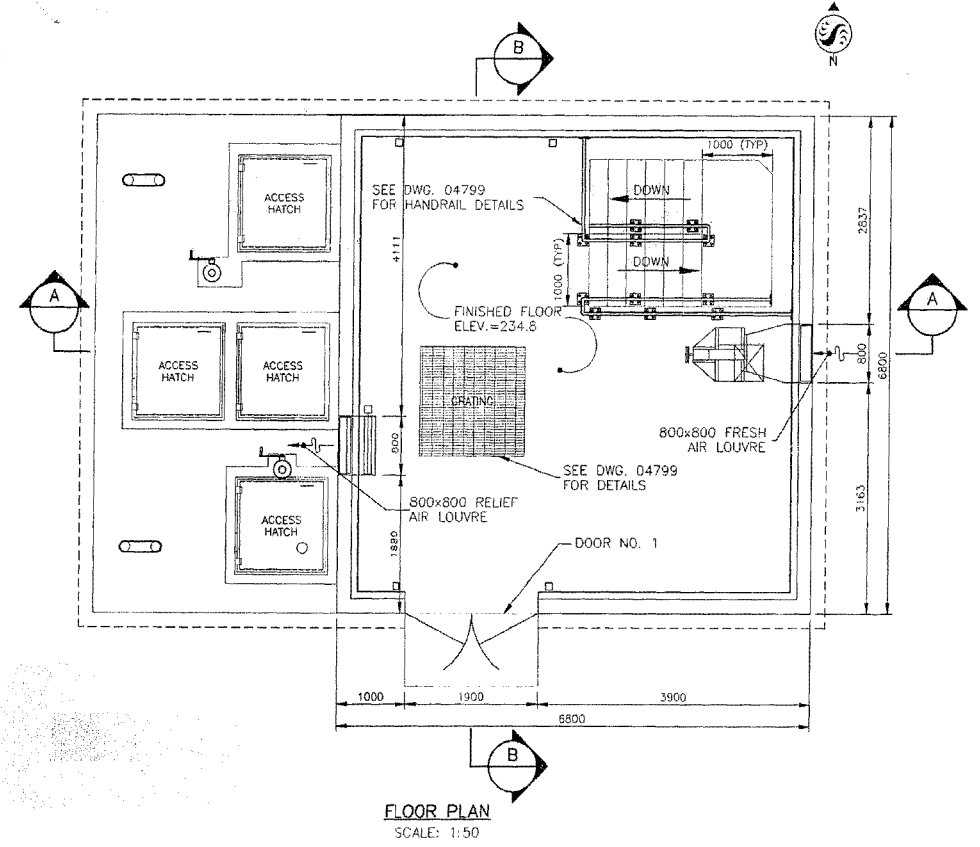 N
B
1000 (TYP)
ACCESS
HATCH
SEE DWG. 04799
FOR HANDRAIL DETAILS
DOWN
2837
4111
1000 (TYP)
DOWN
A
A
FINISHED FLOOR
ELEV.=234.8
ACCESS
HATCH
ACCESS
HATCH
800
6800
GRATING
800x800 FRESH
AIR LOUVRE
800
SEE DWG. 04799
FOR DETAILS
800x800 RELIEF
AIR LOUVRE
3163
ACCESS
HATCH
DOOR NO. 1
1000
1900
3900
6800
B
FLOOR PLAN
SCALE: 1:50